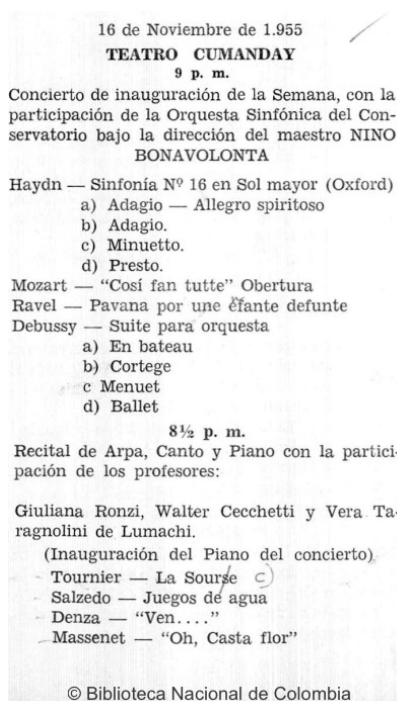 16 de Noviembre de 1.955
TEATRO CUMANDAY
9 p. m.
Concierto de inauguración de la Semana, con la
participación de la Orquesta Sinfónica del Con-
servatorio bajo la dirección del maestro NINO
BONAVOLONTA
Haydn — Sinfonía Nº 16 en Sol mayor (Oxford)
a) Adagio — Allegro spiritoso
b) Adagio.
c) Minuetto.
d) Presto.
Mozart — “Cosí fan tutte” Obertura
Ravel — Pavana por une éfante defunte
Debussy — Suite para orquesta
a) En bateau
b) Cortege
c Menuet
d) Ballet
8½ p. m.
Recital de Arpa, Canto y Piano con la partici-
pación de los profesores:
Giuliana Ronzi, Walter Cecchetti y Vera Ta-
ragnolini de Lumachi.
(Inauguración del Piano del concierto)
Tournier — La Sourse c)
Salzedo — Juegos de agua
Denza — “Ven....”
Massenet — “Oh, Casta flor”
© Biblioteca Nacional de Colombia